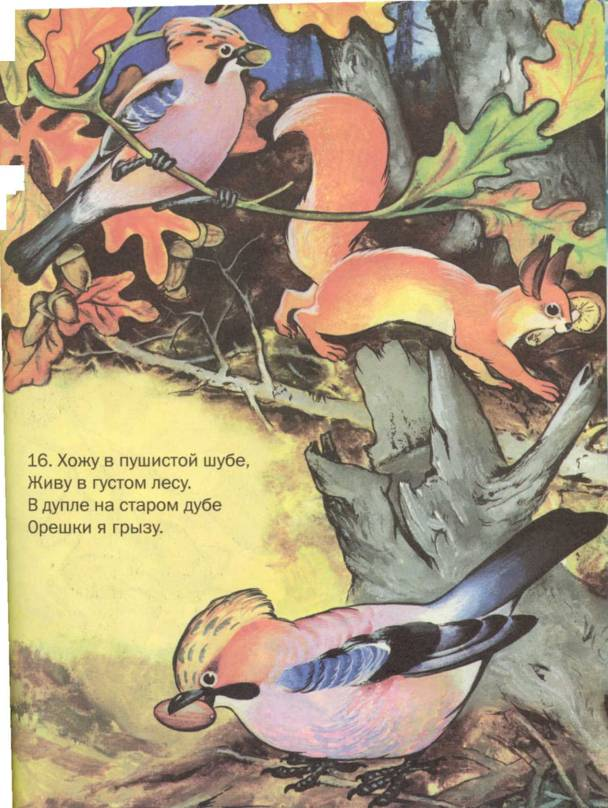 16. Хожу в пушистой шубе,
Живу в густом лесу.
В дупле на старом дубе
Орешки я грызу.